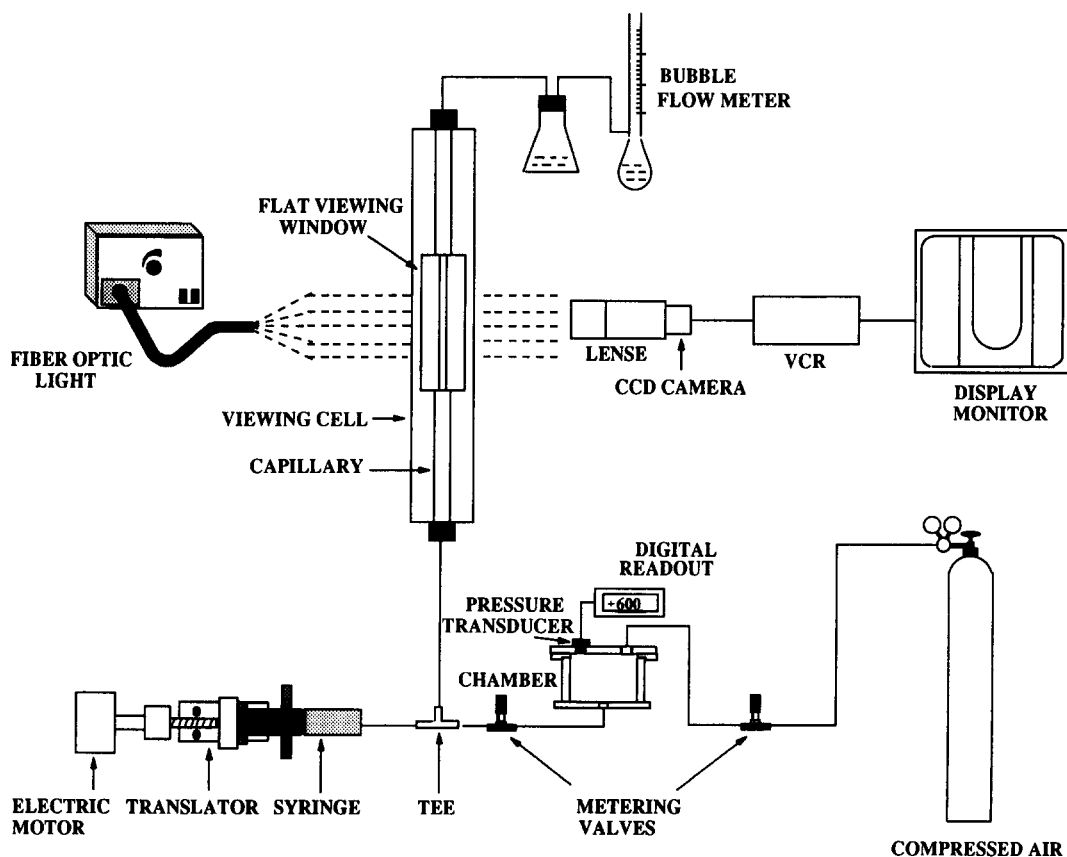 BUBBLE
FLOW METER
FLAT VIEWING
WINDOW
FIBER OPTIC
LIGHT
LENSE
CCD CAMERA
VCR
DISPLAY
MONITOR
VIEWING CELL
CAPILLARY
DIGITAL
READOUT
+600
PRESSURE
TRANSDUCER
CHAMBER
ELECTRIC
MOTOR
TRANSLATOR
SYRINGE
TEE
METERING
VALVES
COMPRESSED AIR